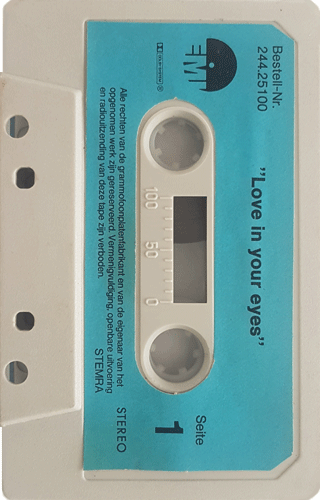 Bestell-Nr.
244.25100
"Love in your eyes"
EMI
100 50 0
Seite
1
Alle rechten van de grammofoonplatenfabrikant en van de eigenaar van het
opgenomen werk zijn gereserveerd. Vermenigvuldiging, openbare uitvoering
en radiouitzending van deze tape zijn verboden.
STEMRA
STEREO